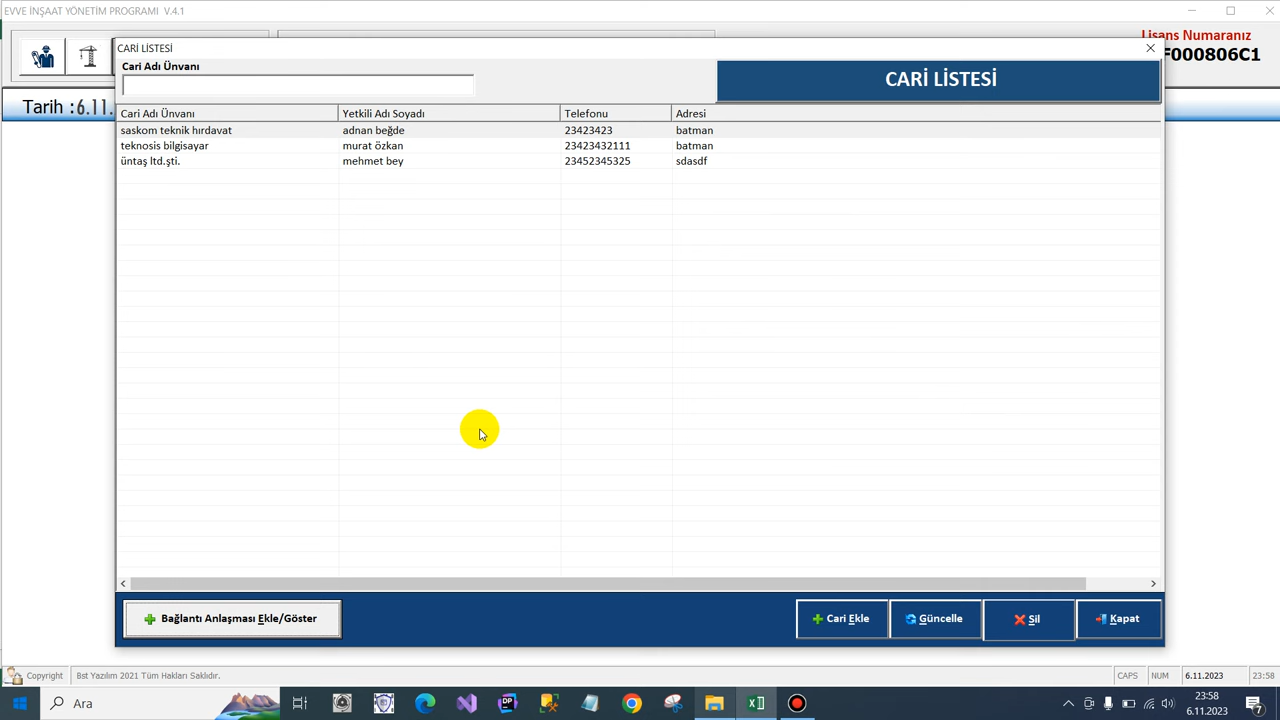 EVVE İNŞAAT YÖNETİM PROGRAMI V.4.1
Lisans Numaranız
F000806C1
Tarih :6.11.
CARİ LİSTESİ
Cari Adı Ünvanı
CARİ LİSTESİ
Cari Adı Ünvanı Yetkili Adı Soyadı Telefonu Adresi
saskom teknik hırdavat adnan beğde 23423423 batman
teknosis bilgisayar murat özkan 23423432111 batman
üntaş ltd.şti. mehmet bey 23452345325 sdasdf
Bağlantı Anlaşması Ekle/Göster Cari Ekle Güncelle Sil Kapat
Copyright Bst Yazılım 2021 Tüm Hakları Saklıdır. CAPS NUM 6.11.2023 23:58
Ara
23:58
6.11.2023
7